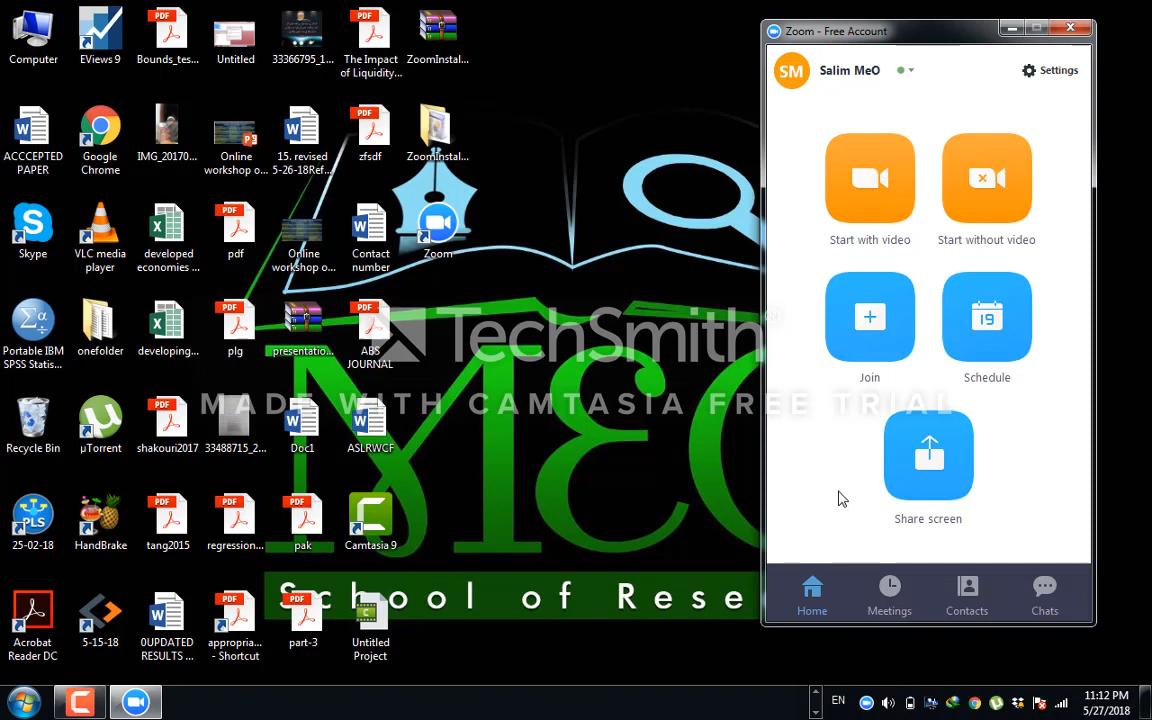 Computer
EViews 9
Bounds_tes...
Untitled
33366795_1...
The Impact
of Liquidity...
ZoomInstal...
ACCCEPTED
PAPER
Google
Chrome
IMG_20170...
Online
workshop o...
15. revised
5-26-18Ref...
zfsdf
ZoomInstal...
Skype
VLC media
player
developed
economies ...
pdf
Online
workshop o...
Contact
number
Zoom
Portable IBM
SPSS Statis...
onefolder
developing...
plg
presentatio...
ABS
JOURNAL
Recycle Bin
µTorrent
shakouri2017
33488715_2...
Doc1
ASLRWCF
25-02-18
HandBrake
tang2015
regression...
pak
Camtasia 9
Acrobat
Reader DC
5-15-18
0UPDATED
RESULTS ...
appropria...
- Shortcut
part-3
Untitled
Project
TechSmith®
MADE WITH CAMTASIA FREE TRIAL
School of Rese
Zoom - Free Account
SM
Salim MeO
Settings
Start with video
Start without video
19
Join
Schedule
Share screen
Home
Meetings
Contacts
Chats
EN
11:12 PM
5/27/2018